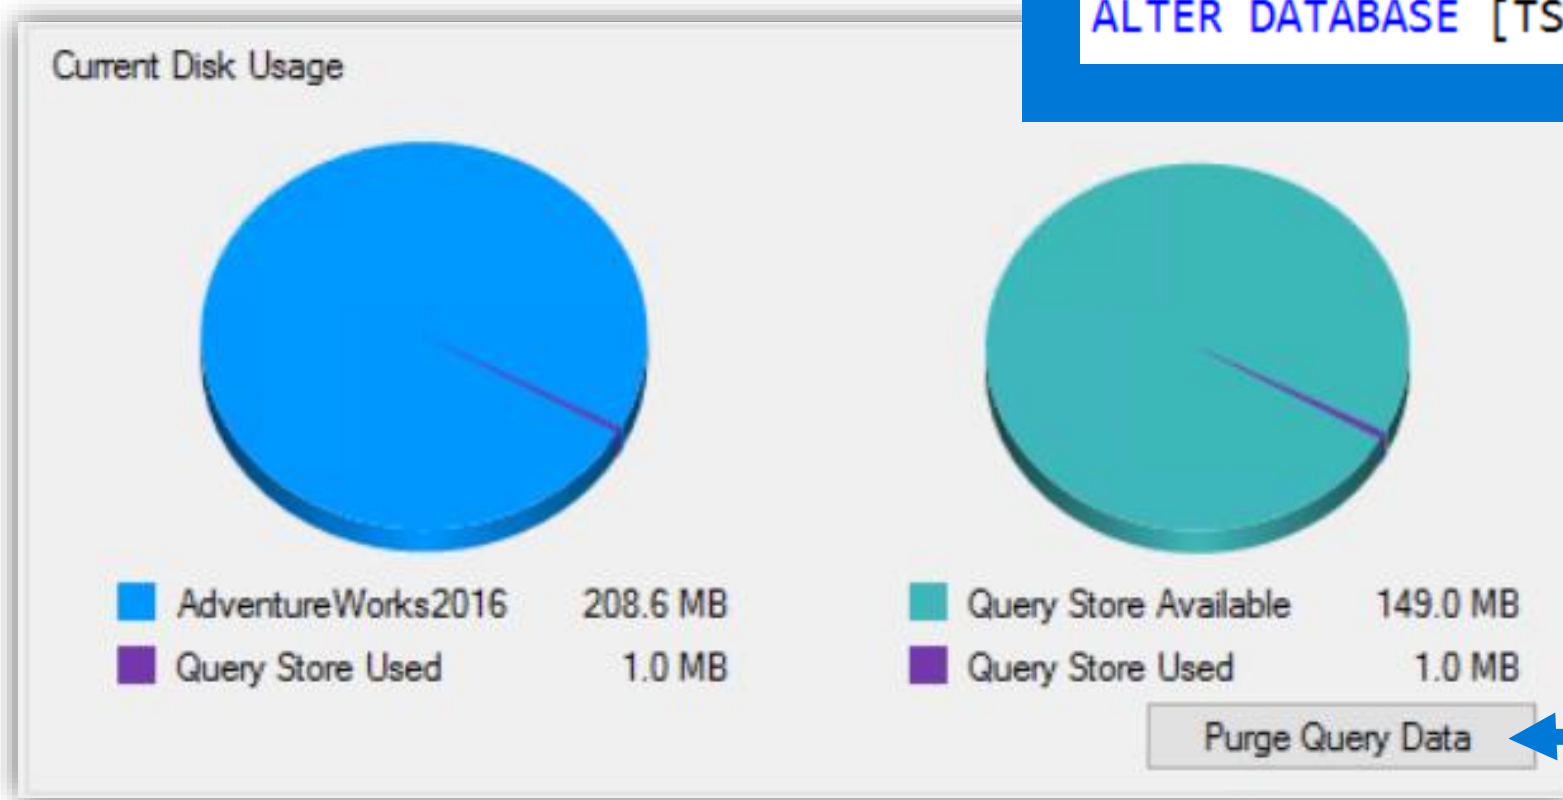 ALTER DATABASE [TS
Current Disk Usage
AdventureWorks2016 208.6 MB
Query Store Used 1.0 MB
Query Store Available 149.0 MB
Query Store Used 1.0 MB
Purge Query Data